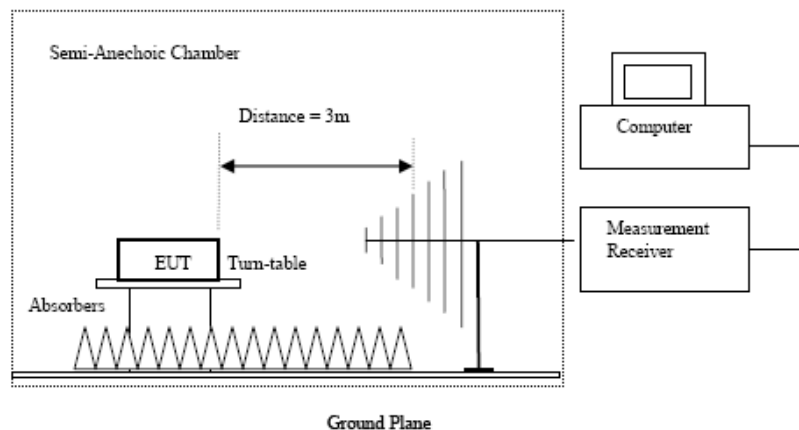 Semi-Anechoic Chamber
Distance = 3m
Computer
Measurement
Receiver
EUT
Turn-table
Absorbers
Ground Plane